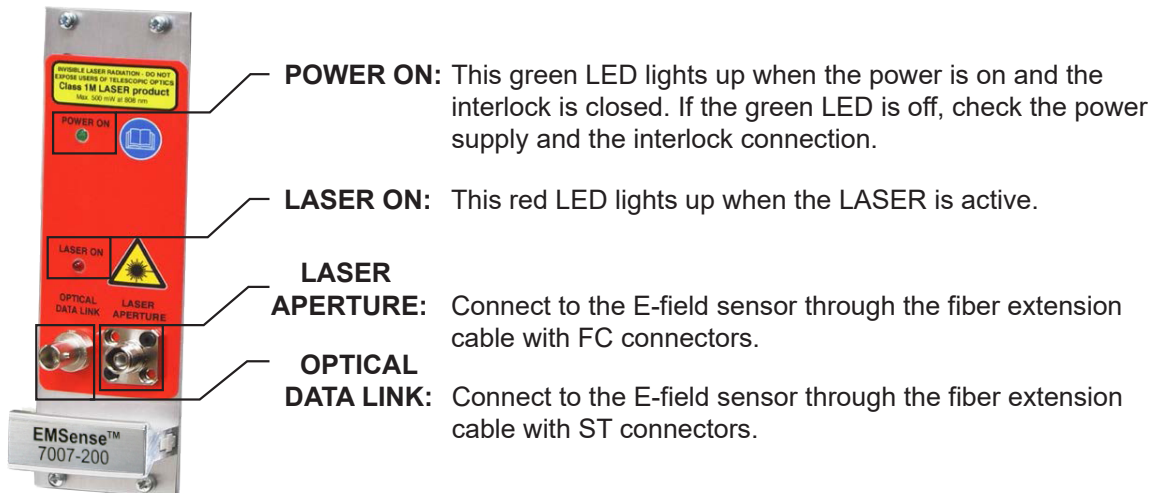 INVISIBLE LASER RADIATION - DO NOT
EXPOSE USERS OF TELESCOPIC OPTICS
Class 1M LASER product
Max. 500 mW at 808 nm
POWER ON
LASER ON
OPTICAL
DATA LINK
LASER
APERTURE
EMSense™
7007-200
POWER ON: This green LED lights up when the power is on and the
interlock is closed. If the green LED is off, check the power
supply and the interlock connection.
LASER ON: This red LED lights up when the LASER is active.
LASER
APERTURE: Connect to the E-field sensor through the fiber extension
cable with FC connectors.
OPTICAL
DATA LINK: Connect to the E-field sensor through the fiber extension
cable with ST connectors.